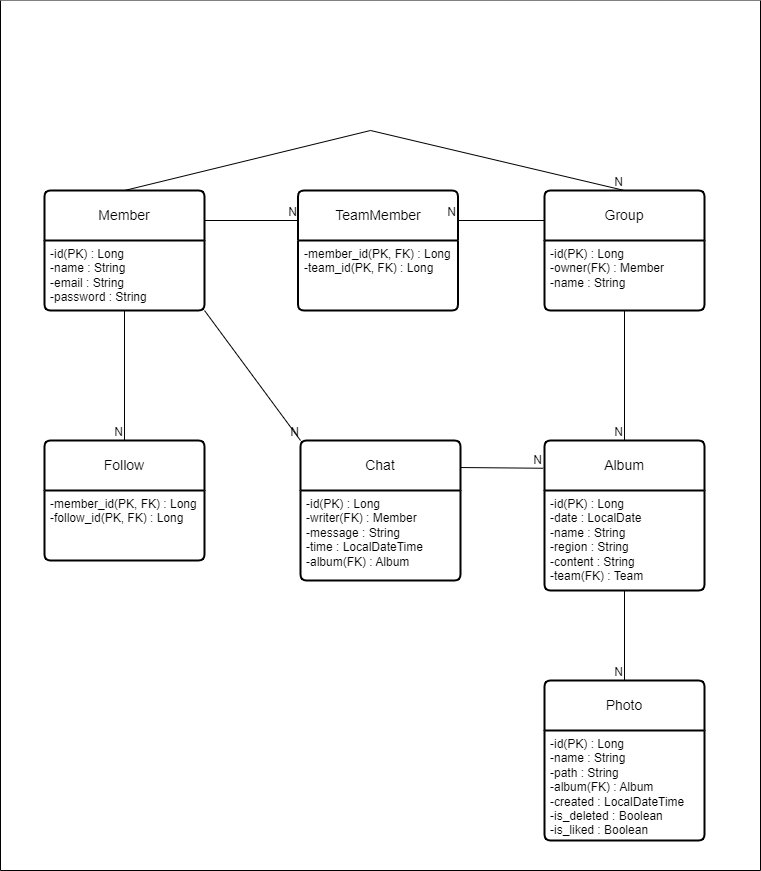 N
Member
N
TeamMember
N
Group
-id(PK) : Long
-name : String
-email : String
-password : String
-member_id(PK, FK) : Long
-team_id(PK, FK) : Long
-id(PK) : Long
-owner(FK) : Member
-name : String
N
N
N
N
Follow
Chat
Album
-member_id(PK, FK) : Long
-follow_id(PK, FK) : Long
-id(PK) : Long
-writer(FK) : Member
-message : String
-time : LocalDateTime
-album(FK) : Album
-id(PK) : Long
-date : LocalDate
-name : String
-region : String
-content : String
-team(FK) : Team
N
Photo
-id(PK) : Long
-name : String
-path : String
-album(FK) : Album
-created : LocalDateTime
-is_deleted : Boolean
-is_liked : Boolean